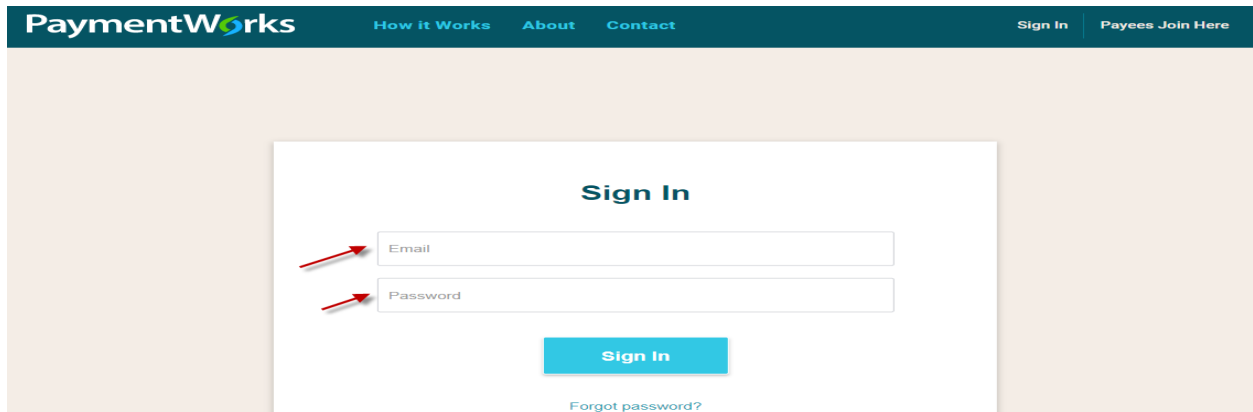 PaymentWorks How it Works About Contact Sign In Payees Join Here
Sign In
Email
Password
Sign In
Forgot password?